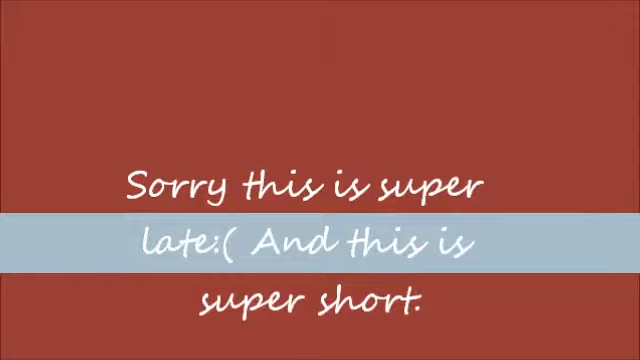 Sorry this is super
late:( And this is
super short.